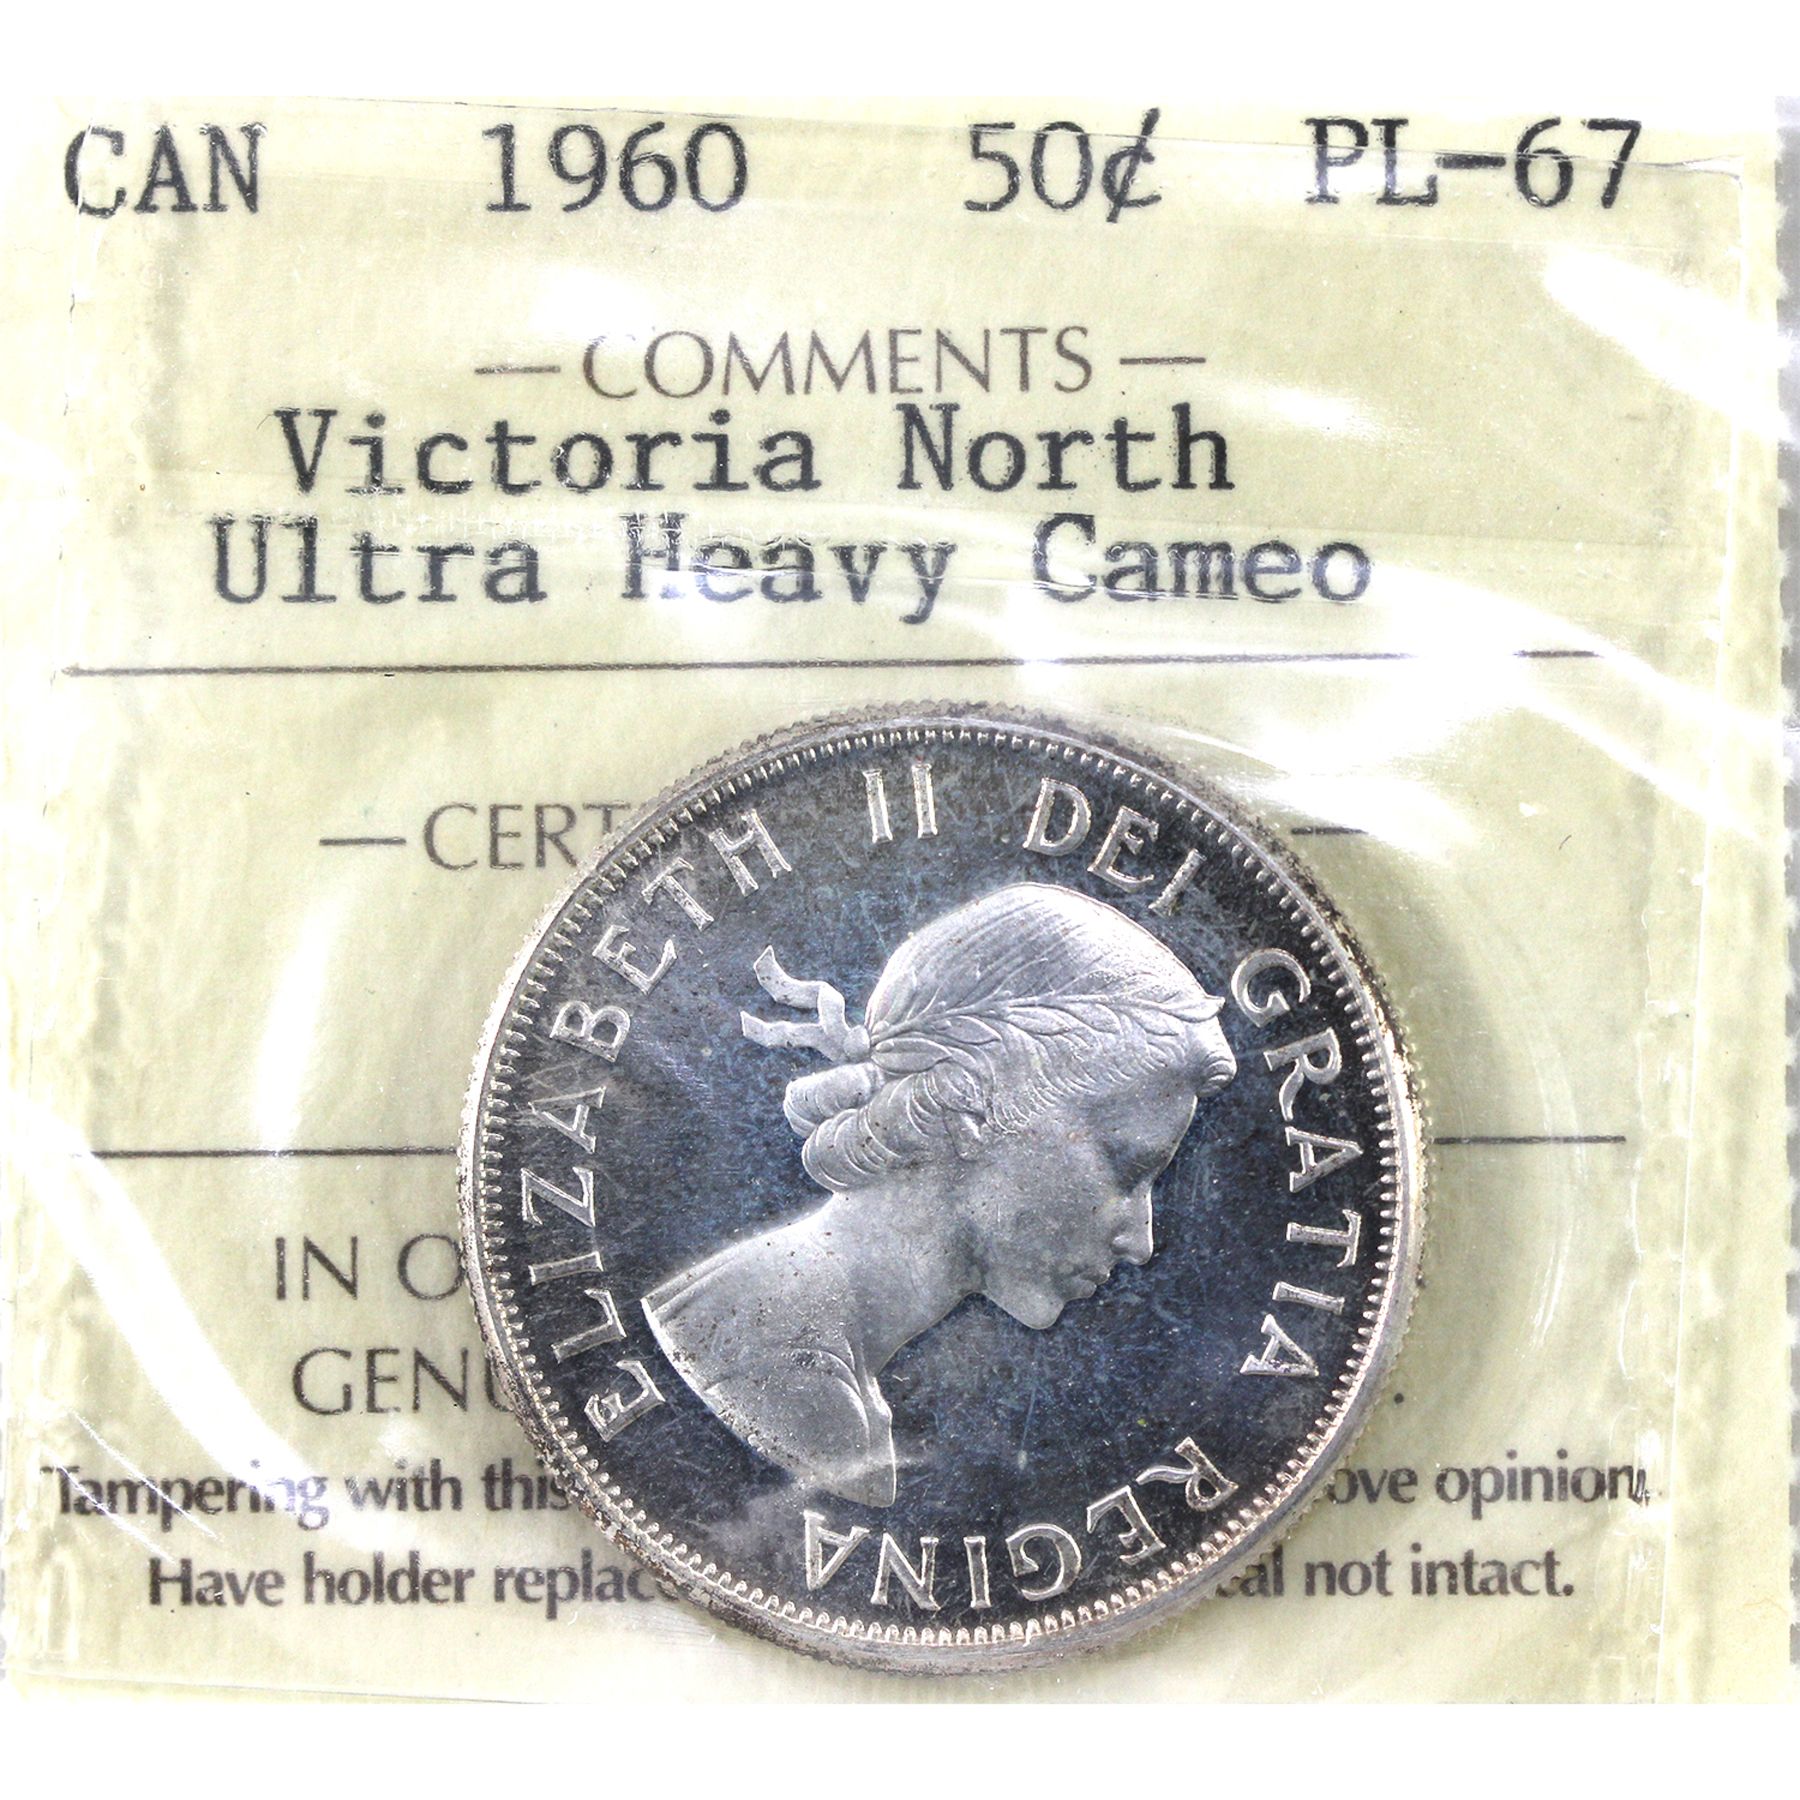 CAN 1960 50¢ PL-67
— COMMENTS —
Victoria North
Ultra Heavy Cameo
— CERT —
ELIZABETH II DEI GRATIA REGINA
IN O
GENU .
Tampering with this ove opinion.
Have holder replac al not intact.